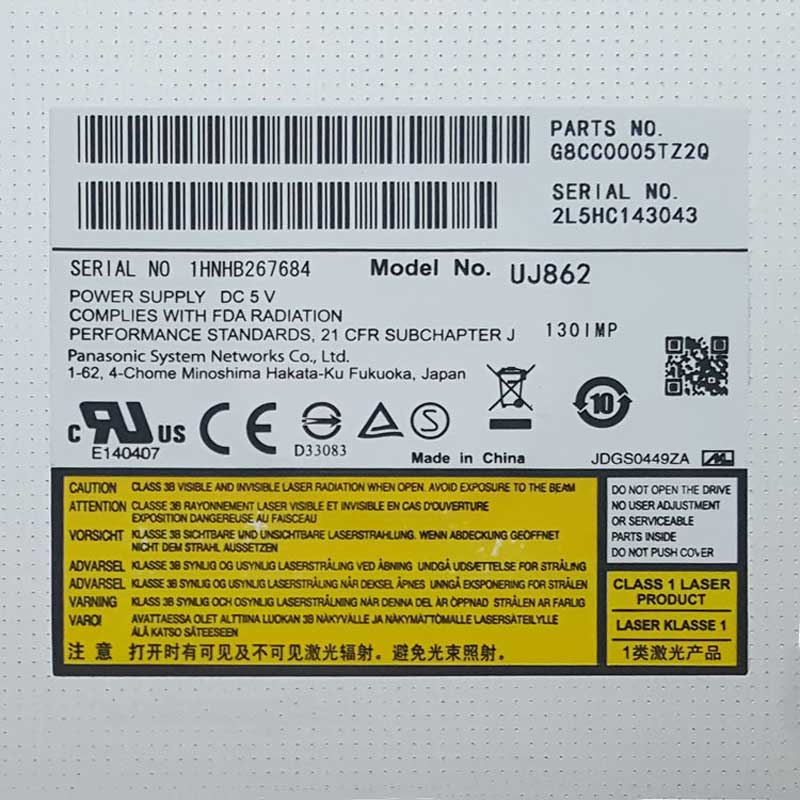 PARTS NO.
G8CC0005TZ2Q
SERIAL NO.
2L5HC143043
SERIAL NO 1HNHB267684 Model No. UJ862
POWER SUPPLY DC 5 V
COMPLIES WITH FDA RADIATION
PERFORMANCE STANDARDS, 21 CFR SUBCHAPTER J 130IMP
Panasonic System Networks Co., Ltd.
1-62, 4-Chome Minoshima Hakata-Ku Fukuoka, Japan
c RU US CE S 10
E140407 D33083
Made in China JDGS0449ZA
CAUTION CLASS 3B VISIBLE AND INVISIBLE LASER RADIATION WHEN OPEN. AVOID EXPOSURE TO THE BEAM
ATTENTION CLASSE 3B RAYONNEMENT LASER VISIBLE ET INVISIBLE EN CAS D'OUVERTURE
EXPOSITION DANGEREUSE AU FAISCEAU
VORSICHT KLASSE 3B SICHTBARE UND UNSICHTBARE LASERSTRAHLUNG. WENN ABDECKUNG GEÖFFNET
NICHT DEM STRAHL AUSSETZEN
ADVARSEL KLASSE 3B SYNLIG OG USYNLIG LASERSTRÅLING VED ÅBNING UNDGÅ UDSETTELSE FOR STRÅLING
ADVARSEL KLASSE 3B SYNLIG OG USYNLIG LASERSTRÅLING NÅR DEKSEL ÅPNES UNNGÅ EKSPONERING FOR STRÅLEN
VARNING KLASS 3B SYNLIG OCH OSYNLIG LASERSTRÅLNING NÄR DENNA DEL ÄR ÖPPNAD STRÅLEN ÄR FARLIG
VARO! AVATTAESSA OLET ALTTIINA LUOKAN 3B NÄKYVÄLLE JA NÄKYMÄTTÖMÄLLE LASERSÄTEILYLLE
ÄLÄ KATSO SÄTEESEEN
注 意 打开时有可见及不可见激光辐射。避免光束照射。
DO NOT OPEN THE DRIVE
NO USER ADJUSTMENT
OR SERVICEABLE
PARTS INSIDE
DO NOT PUSH COVER
CLASS 1 LASER
PRODUCT
LASER KLASSE 1
1类激光产品